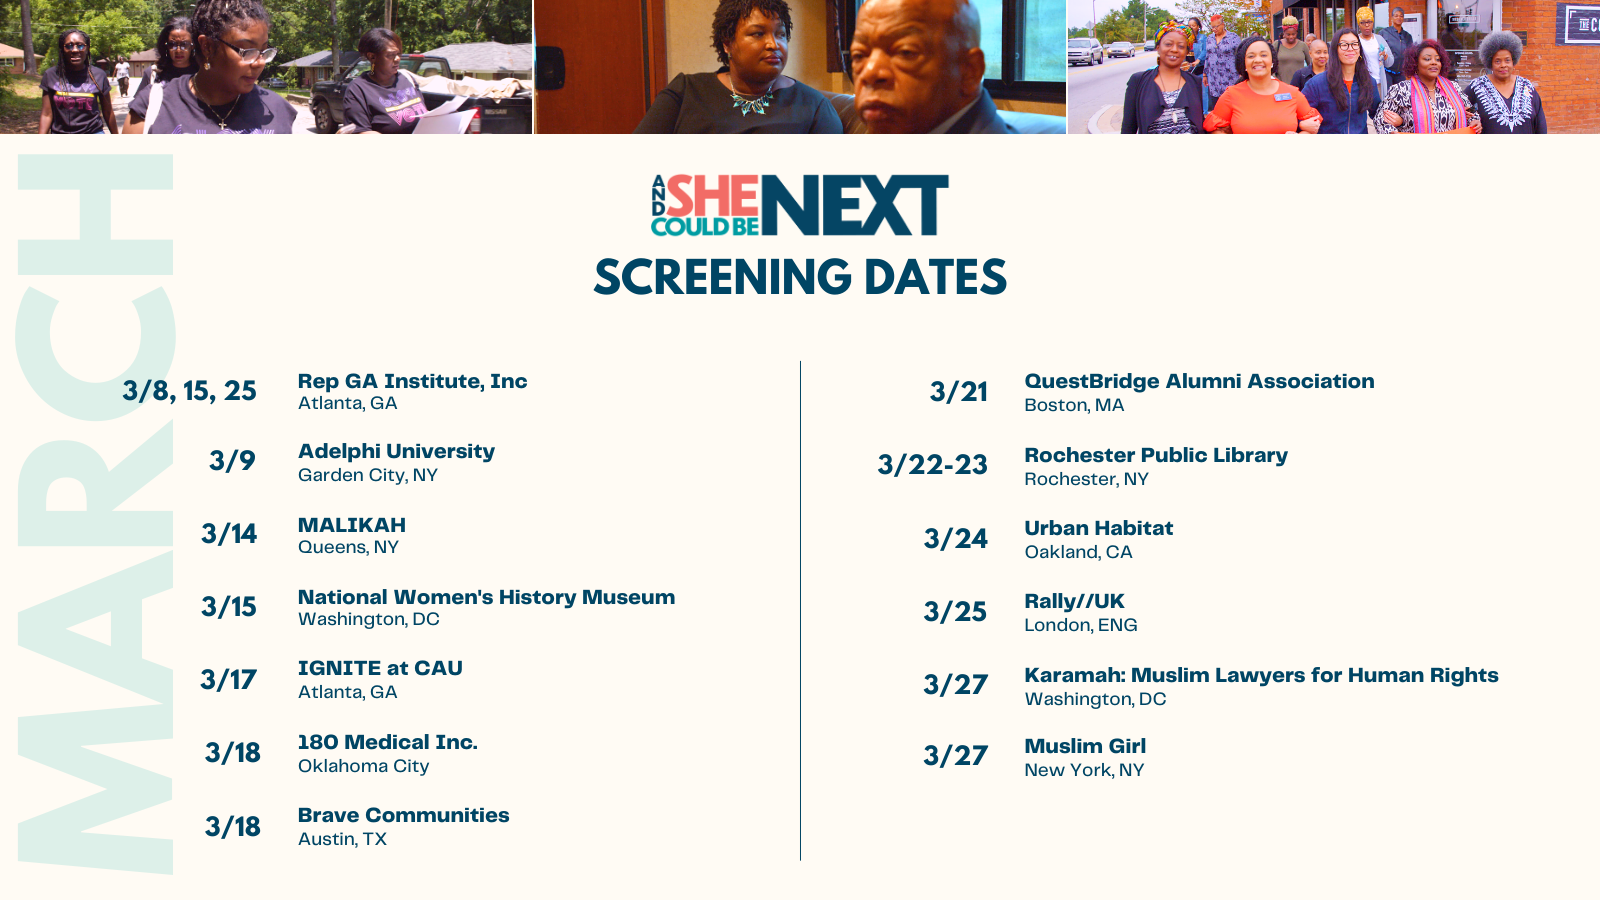 THE CO
AND SHE COULD BE NEXT
SCREENING DATES
MARCH
3/8, 15, 25
Rep GA Institute, Inc
Atlanta, GA
3/9
Adelphi University
Garden City, NY
3/14
MALIKAH
Queens, NY
3/15
National Women's History Museum
Washington, DC
3/17
IGNITE at CAU
Atlanta, GA
3/18
180 Medical Inc.
Oklahoma City
3/18
Brave Communities
Austin, TX
3/21
QuestBridge Alumni Association
Boston, MA
3/22-23
Rochester Public Library
Rochester, NY
3/24
Urban Habitat
Oakland, CA
3/25
Rally//UK
London, ENG
3/27
Karamah: Muslim Lawyers for Human Rights
Washington, DC
3/27
Muslim Girl
New York, NY